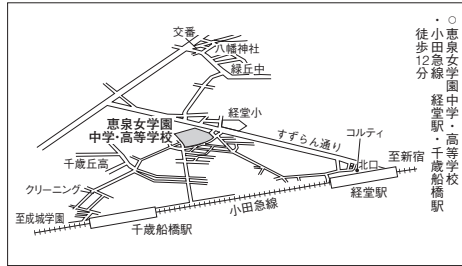 ○恵泉女学園中学・高等学校
・小田急線 経堂駅・千歳船橋駅
徒歩12分
交番
八幡神社
緑丘中
恵泉女学園
中学・高等学校
経堂小
すずらん通り
コルティ
北口
至新宿
千歳丘高
クリーニング
経堂駅
小田急線
至成城学園
千歳船橋駅